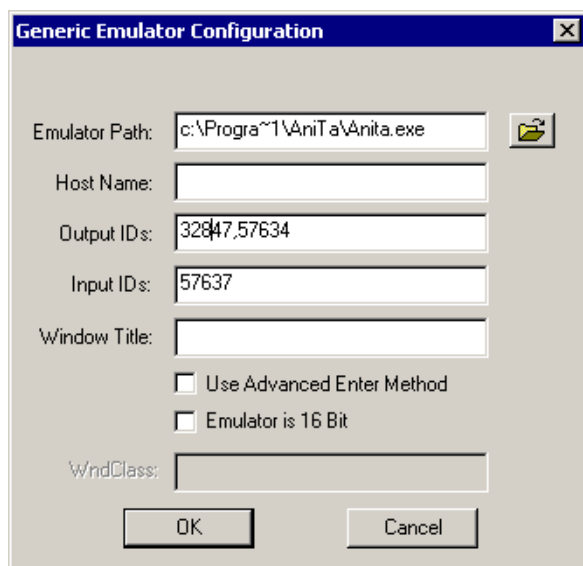 Generic Emulator Configuration
Emulator Path: c:\Progra~1\AniTa\Anita.exe
Host Name:
Output IDs: 32847,57634
Input IDs: 57637
Window Title:
Use Advanced Enter Method
Emulator is 16 Bit
WndClass:
OK Cancel